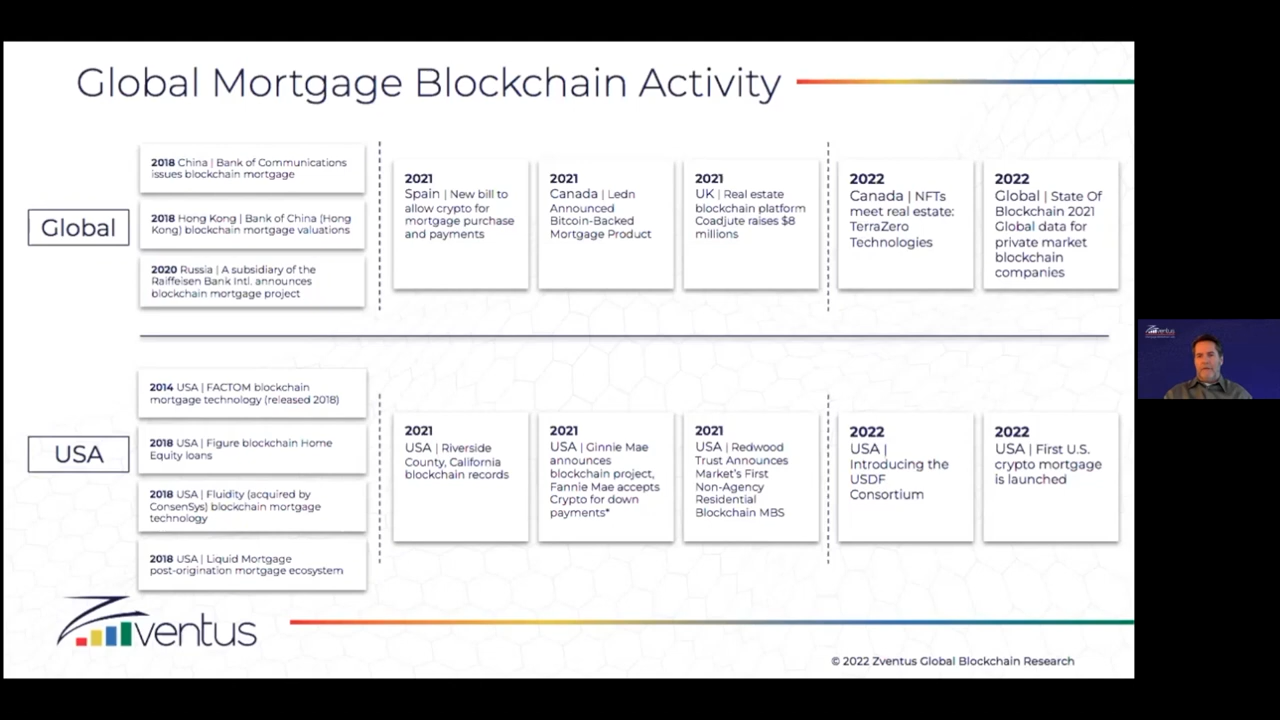 Global Mortgage Blockchain Activity
Global
2018 China | Bank of Communications
issues blockchain mortgage
2018 Hong Kong | Bank of China (Hong
Kong) blockchain mortgage valuations
2020 Russia | A subsidiary of the
Raiffeisen Bank Intl. announces
blockchain mortgage project
2021
Spain | New bill to
allow crypto for
mortgage purchase
and payments
2021
Canada | Ledn
Announced
Bitcoin-Backed
Mortgage Product
2021
UK | Real estate
blockchain platform
Coadjute raises $8
millions
2022
Canada | NFTs
meet real estate:
TerraZero
Technologies
2022
Global | State Of
Blockchain 2021
Global data for
private market
blockchain
companies
USA
2014 USA | FACTOM blockchain
mortgage technology (released 2018)
2018 USA | Figure blockchain Home
Equity loans
2018 USA | Fluidity (acquired by
ConsenSys) blockchain mortgage
technology
2018 USA | Liquid Mortgage
post-origination mortgage ecosystem
2021
USA | Riverside
County, California
blockchain records
2021
USA | Ginnie Mae
announces
blockchain project,
Fannie Mae accepts
Crypto for down
payments*
2021
USA | Redwood
Trust Announces
Market's First
Non-Agency
Residential
Blockchain MBS
2022
USA |
Introducing the
USDF
Consortium
2022
USA | First U.S.
crypto mortgage
is launched
Zventus
© 2022 Zventus Global Blockchain Research
Zventus